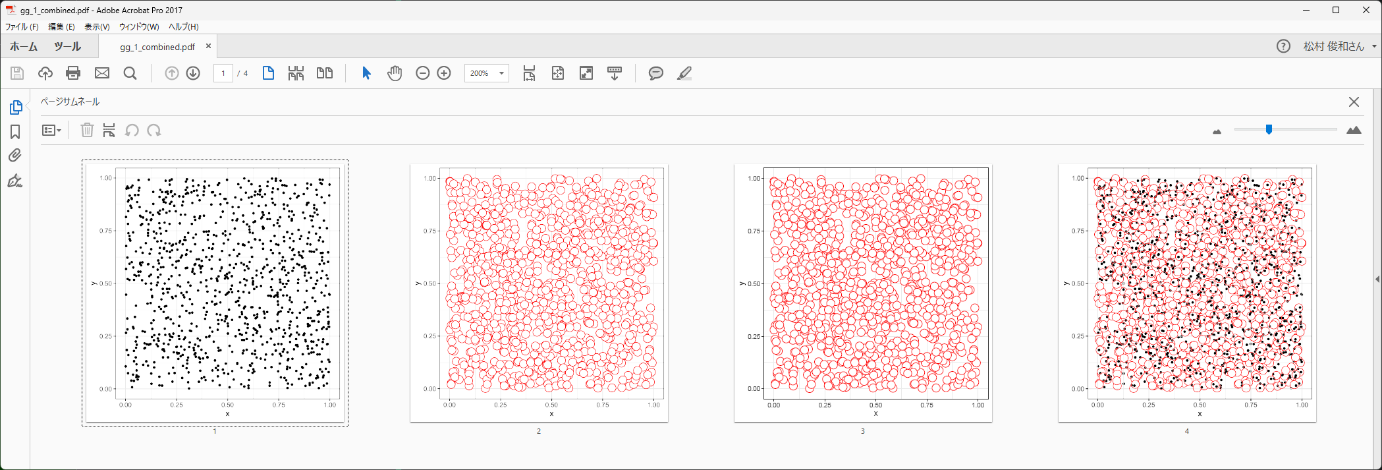 gg_1_combined.pdf - Adobe Acrobat Pro 2017
ファイル (F) 編集 (E) 表示(V) ウィンドウ(W) ヘルプ(H)
ホーム ツール gg_1_combined.pdf × 松村 俊和さん
1 / 4 200%
ページサムネール
1.00 0.75 0.50 0.25 0.00
y
0.00 0.25 0.50 0.75 1.00
x
1
1.00 0.75 0.50 0.25 0.00
y
0.00 0.25 0.50 0.75 1.00
x
2
1.00 0.75 0.50 0.25 0.00
y
0.00 0.25 0.50 0.75 1.00
x
3
1.00 0.75 0.50 0.25 0.00
y
0.00 0.25 0.50 0.75 1.00
x
4